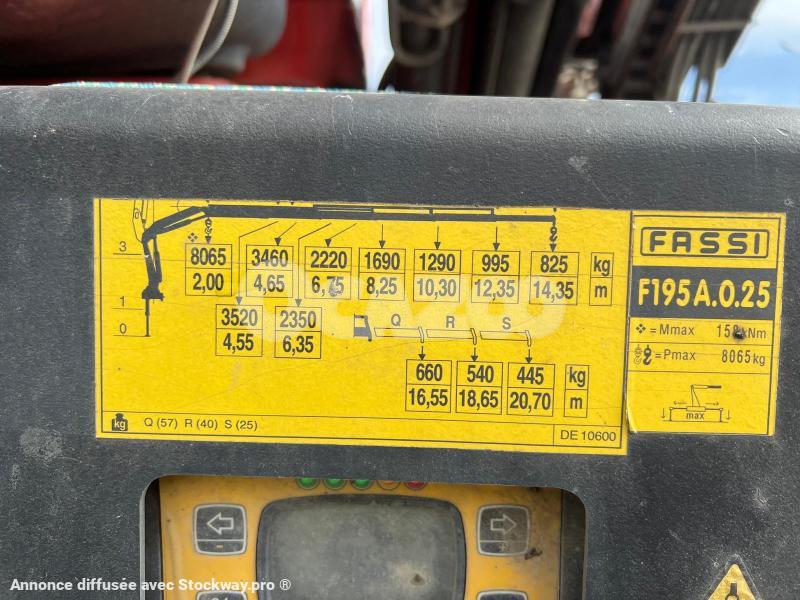 3
8065 3460 2220 1690 1290 995 825 kg
2,00 4,65 6,75 8,25 10,30 12,35 14,35 m
1
0
3520 2350
4,55 6,35
Q R S
660 540 445 kg
16,55 18,65 20,70 m
kg Q (57) R (40) S (25)
DE 10600
FASSI
F195A.0.25
= Mmax kNm
= Pmax 8065 kg
max
Annonce diffusée avec Stockway.pro ®